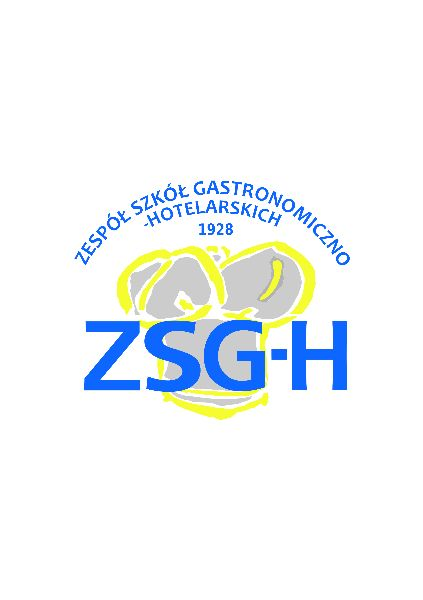 ZESPÓŁ SZKÓŁ GASTRONOMICZNO
-HOTELARSKICH
1928
ZSG-H